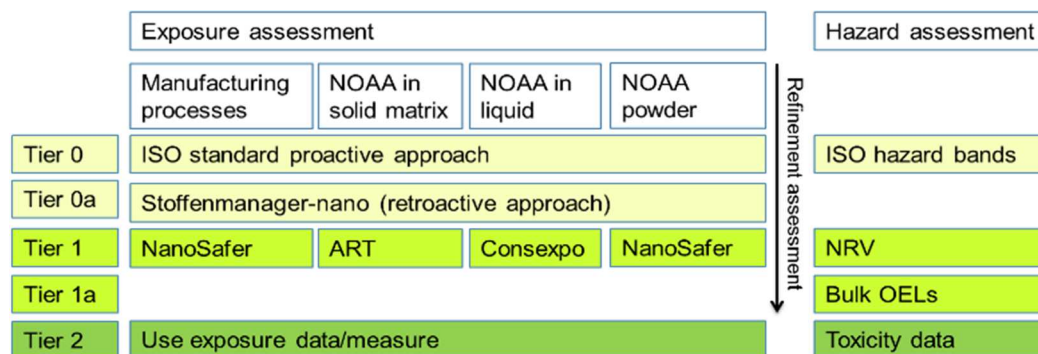 Exposure assessment
Hazard assessment
Manufacturing
processes
NOAA in
solid matrix
NOAA in
liquid
NOAA
powder
Refinement assessment
Tier 0
ISO standard proactive approach
ISO hazard bands
Tier 0a
Stoffenmanager-nano (retroactive approach)
Tier 1
NanoSafer
ART
Consexpo
NanoSafer
NRV
Tier 1a
Bulk OELs
Tier 2
Use exposure data/measure
Toxicity data